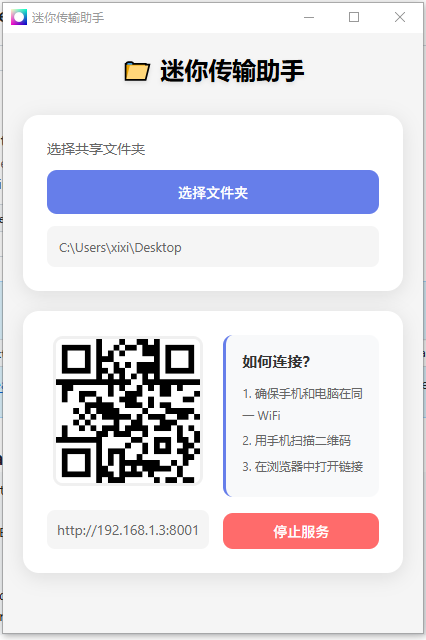 迷你传输助手
迷你传输助手
选择共享文件夹
选择文件夹
C:\Users\xixi\Desktop
如何连接?
1. 确保手机和电脑在同
一 WiFi
2. 用手机扫描二维码
3. 在浏览器中打开链接
http://192.168.1.3:8001
停止服务